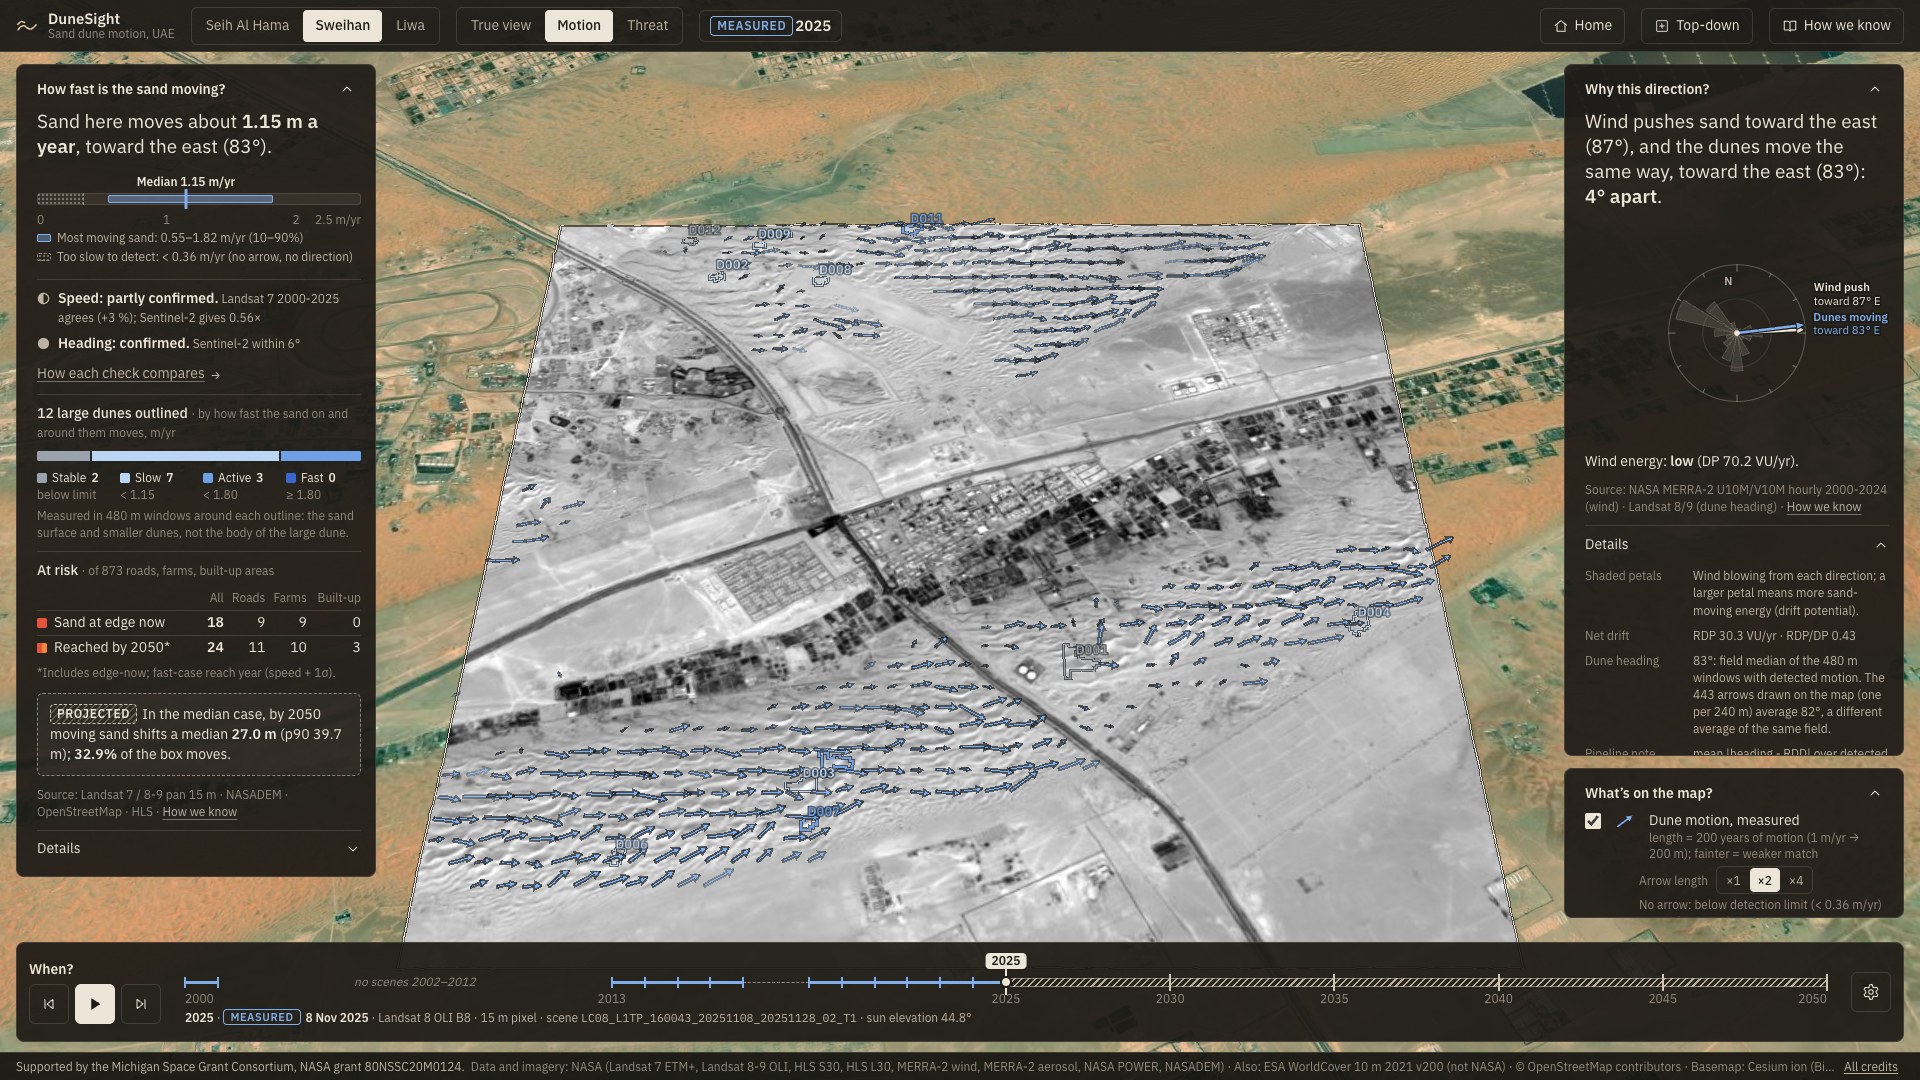 DuneSight
Sand dune motion, UAE
Seih Al Hama Sweihan Liwa
True view Motion Threat
MEASURED 2025
Home
Top-down
How we know
How fast is the sand moving?
Sand here moves about 1.15 m a
year, toward the east (83°).
Median 1.15 m/yr
0 1 2 2.5 m/yr
Most moving sand: 0.55–1.82 m/yr (10–90%)
Too slow to detect: < 0.36 m/yr (no arrow, no direction)
Speed: partly confirmed. Landsat 7 2000-2025
agrees (+3 %); Sentinel-2 gives 0.56×
Heading: confirmed. Sentinel-2 within 6°
How each check compares →
12 large dunes outlined · by how fast the sand on and
around them moves, m/yr
Stable 2 Slow 7 Active 3 Fast 0
below limit < 1.15 < 1.80 ≥ 1.80
Measured in 480 m windows around each outline: the sand
surface and smaller dunes, not the body of the large dune.
At risk · of 873 roads, farms, built-up areas
All Roads Farms Built-up
Sand at edge now 18 9 9 0
Reached by 2050* 24 11 10 3
*Includes edge-now; fast-case reach year (speed + 1σ).
PROJECTED In the median case, by 2050
moving sand shifts a median 27.0 m (p90 39.7
m); 32.9% of the box moves.
Source: Landsat 7 / 8-9 pan 15 m · NASADEM ·
OpenStreetMap · HLS · How we know
Details
D011
D012
D009
D002
D008
D004
D001
D003
D007
D006
Why this direction?
Wind pushes sand toward the east
(87°), and the dunes move the
same way, toward the east (83°):
4° apart.
N
Wind push
toward 87° E
Dunes moving
toward 83° E
Wind energy: low (DP 70.2 VU/yr).
Source: NASA MERRA-2 U10M/V10M hourly 2000-2024
(wind) · Landsat 8/9 (dune heading) · How we know
Details
Shaded petals Wind blowing from each direction; a
larger petal means more sand-
moving energy (drift potential).
Net drift RDP 30.3 VU/yr · RDP/DP 0.43
Dune heading 83°: field median of the 480 m
windows with detected motion. The
443 arrows drawn on the map (one
per 240 m) average 82°, a different
average of the same field.
Pipeline note mean |heading - RDD| over detected
What's on the map?
Dune motion, measured
length = 200 years of motion (1 m/yr →
200 m); fainter = weaker match
Arrow length ×1 ×2 ×4
No arrow: below detection limit (< 0.36 m/yr)
When?
2025
no scenes 2002–2012
2000 2013 2025 2030 2035 2040 2045 2050
2025 · MEASURED 8 Nov 2025 · Landsat 8 OLI B8 · 15 m pixel · scene LC08_L1TP_160043_20251108_20251128_02_T1 · sun elevation 44.8°
Supported by the Michigan Space Grant Consortium, NASA grant 80NSSC20M0124. Data and imagery: NASA (Landsat 7 ETM+, Landsat 8-9 OLI, HLS S30, HLS L30, MERRA-2 wind, MERRA-2 aerosol, NASA POWER, NASADEM) · Also: ESA WorldCover 10 m 2021 v200 (not NASA) · © OpenStreetMap contributors · Basemap: Cesium ion (Bi… All credits